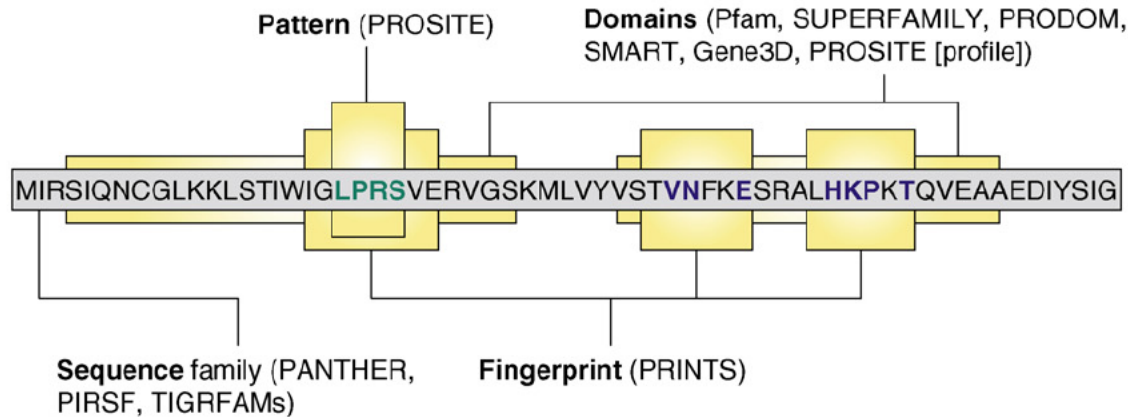 Pattern (PROSITE)
Domains (Pfam, SUPERFAMILY, PRODOM,
SMART, Gene3D, PROSITE [profile])
MIRSIQNCGLKKLSTIWIGLPRSVERVGSKMLVYVSTVNFKESRALHKPKTQVEAAEDIYSIG
Sequence family (PANTHER,
PIRSF, TIGRFAMs)
Fingerprint (PRINTS)